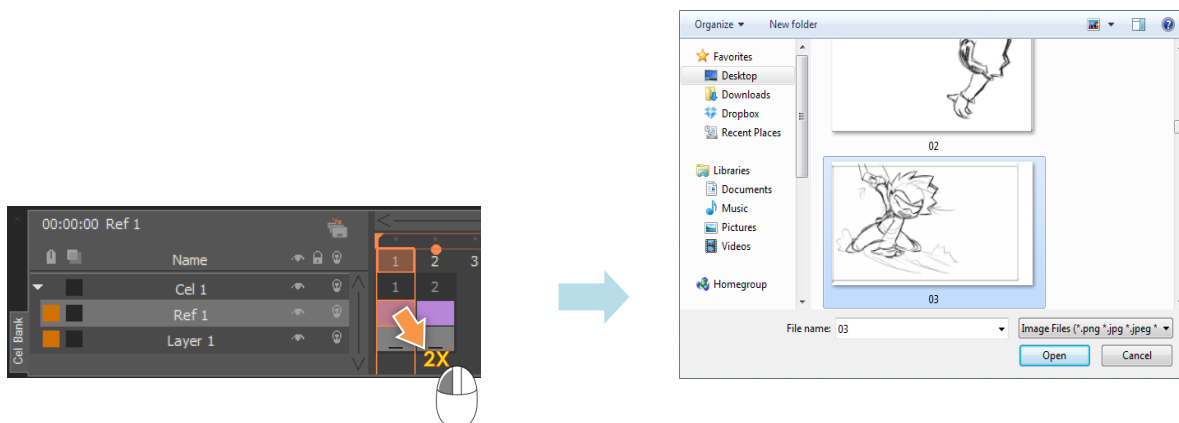 00:00:00 Ref 1
Name
1 2 3
Cel 1
1 2
Ref 1
Layer 1
Cel Bank
2X
Organize
New folder
Favorites
Desktop
Downloads
Dropbox
Recent Places
Libraries
Documents
Music
Pictures
Videos
Homegroup
02
03
File name: 03
Image Files (*.png *.jpg *.jpeg *
Open
Cancel